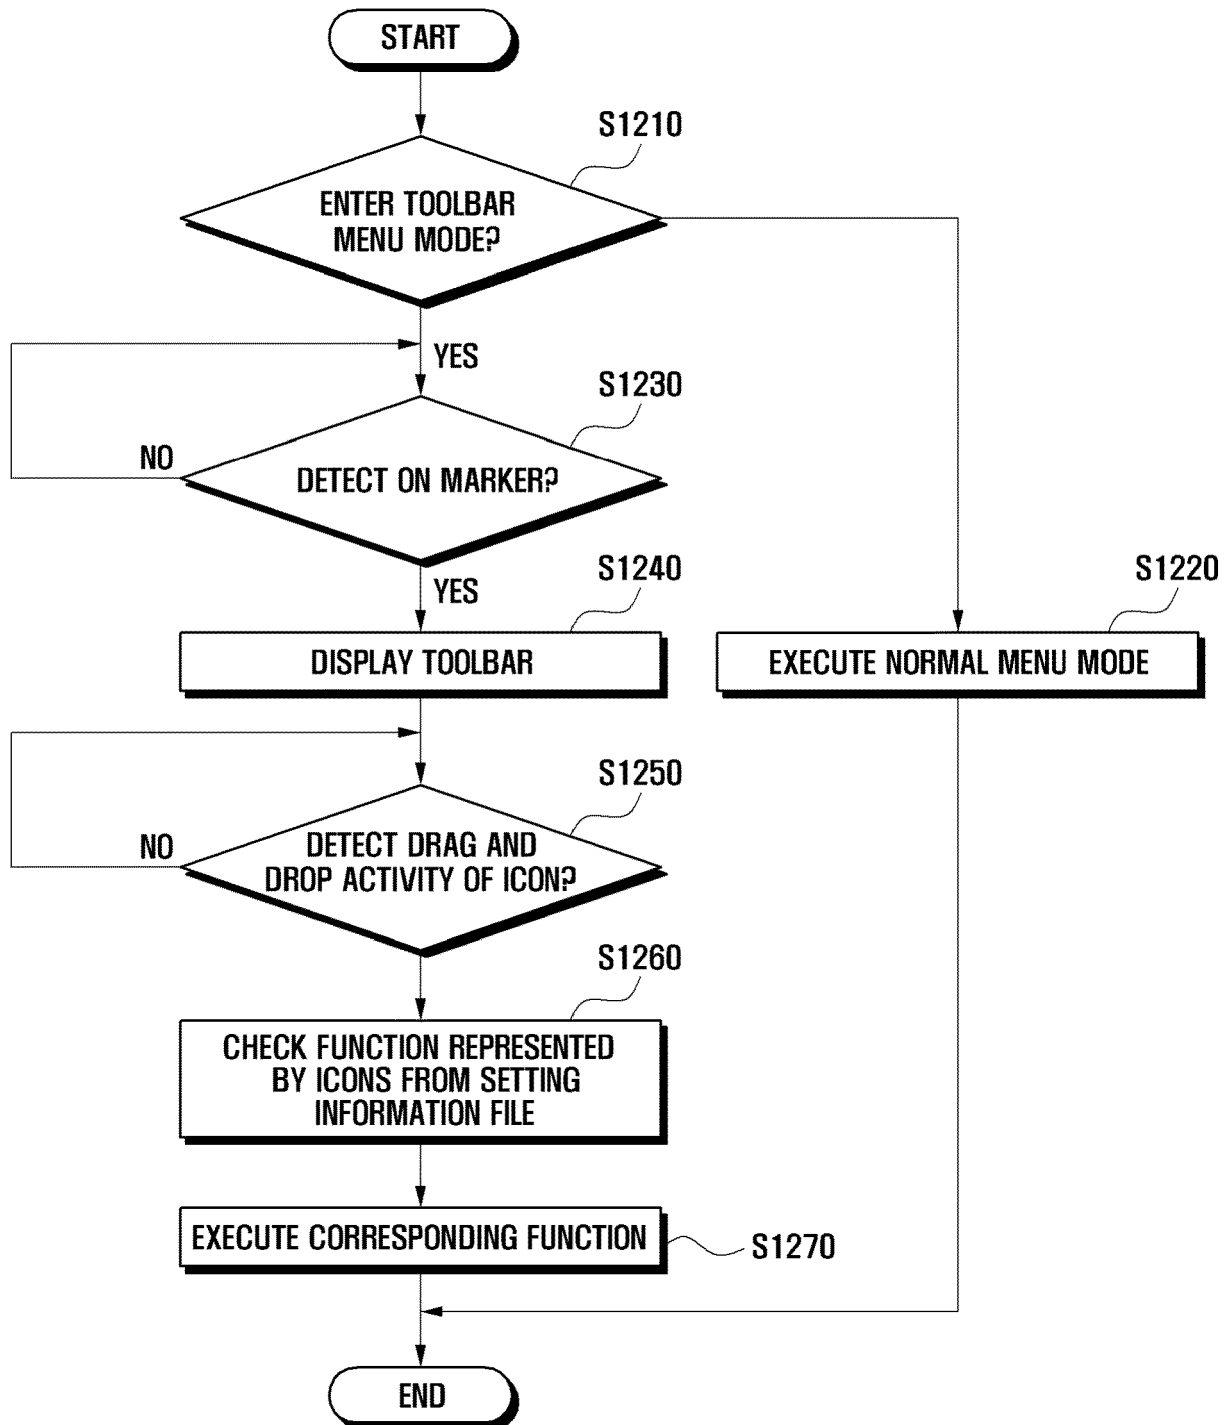 START
S1210
ENTER TOOLBAR
MENU MODE?
YES
S1230
NO
DETECT ON MARKER?
YES
S1240
S1220
DISPLAY TOOLBAR
EXECUTE NORMAL MENU MODE
S1250
NO
DETECT DRAG AND
DROP ACTIVITY OF ICON?
S1260
CHECK FUNCTION REPRESENTED
BY ICONS FROM SETTING
INFORMATION FILE
EXECUTE CORRESPONDING FUNCTION
S1270
END